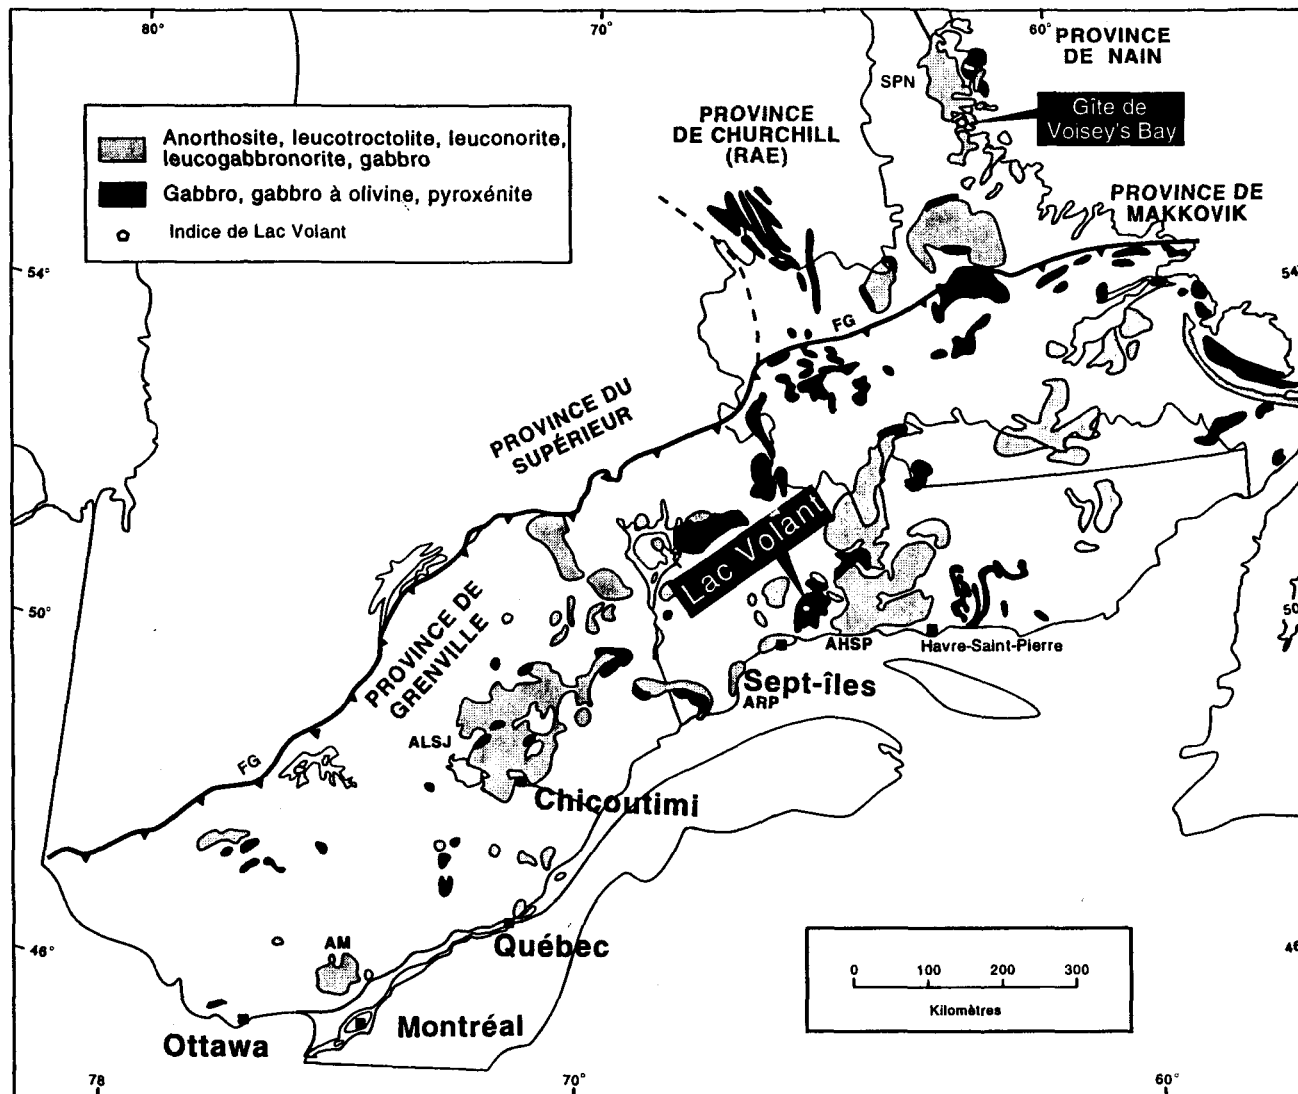 80°
70°
60°
PROVINCE
DE NAIN
SPN
Gîte de
Voisey's Bay
PROVINCE
DE CHURCHILL
(RAE)
Anorthosite, leucotroctolite, leuconorite,
leucogabbronorite, gabbro
Gabbro, gabbro à olivine, pyroxénite
Indice de Lac Volant
PROVINCE DE
MAKKOVIK
54°
54°
FG
PROVINCE DU
SUPÉRIEUR
Lac Volant
50°
50
PROVINCE DE
GRENVILLE
AHSP
Havre-Saint-Pierre
Sept-îles
ARP
ALSJ
FG
Chicoutimi
46°
46
AM
Québec
0 100 200 300
Kilomètres
Montréal
Ottawa
78
70°
60°